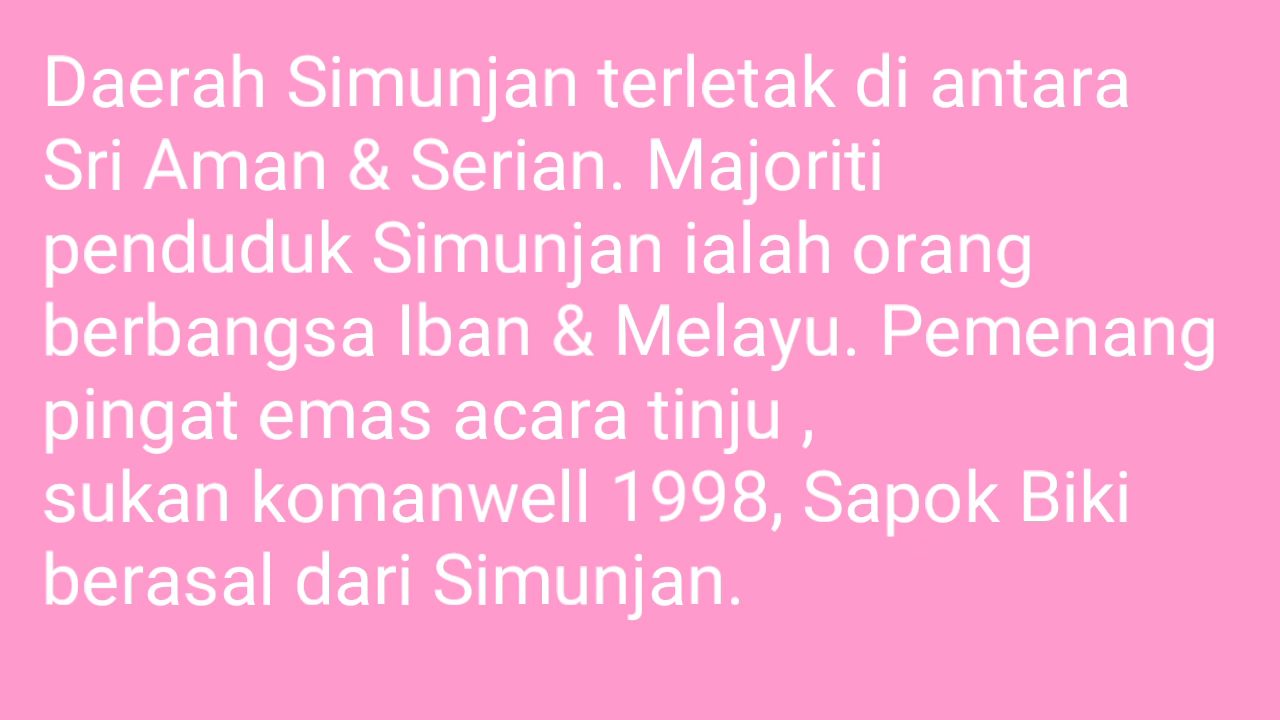 Daerah Simunjan terletak di antara
Sri Aman & Serian. Majoriti
penduduk Simunjan ialah orang
berbangsa Iban & Melayu. Pemenang
pingat emas acara tinju ,
sukan komanwell 1998, Sapok Biki
berasal dari Simunjan.